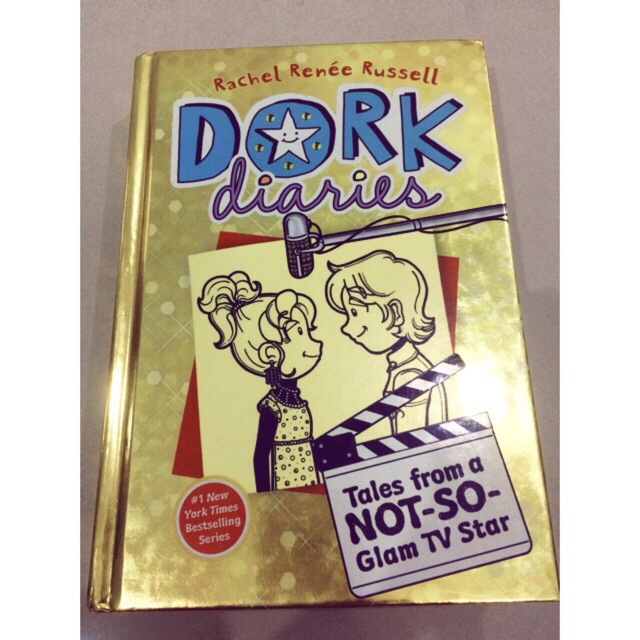 Rachel Renée Russell
DORK
diaries
Tales from a
NOT-SO-
Glam TV Star
#1 New
York Times
Bestselling
Series